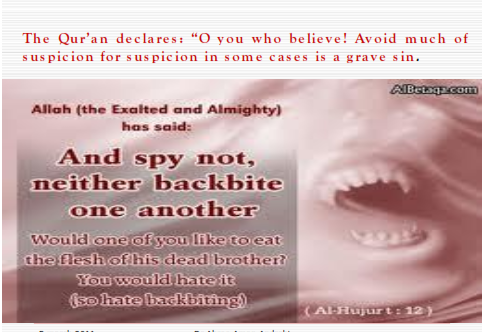 The Qur'an declares: “O you who believe! Avoid much of
suspicion for suspicion in some cases is a grave sin.
AlBetaqa.com
Allah (the Exalted and Almighty)
has said:
And spy not,
neither backbite
one another
Would one of you like to eat
the flesh of his dead brother?
You would hate it
(so hate backbiting)
( Al-Hujurt : 12 )